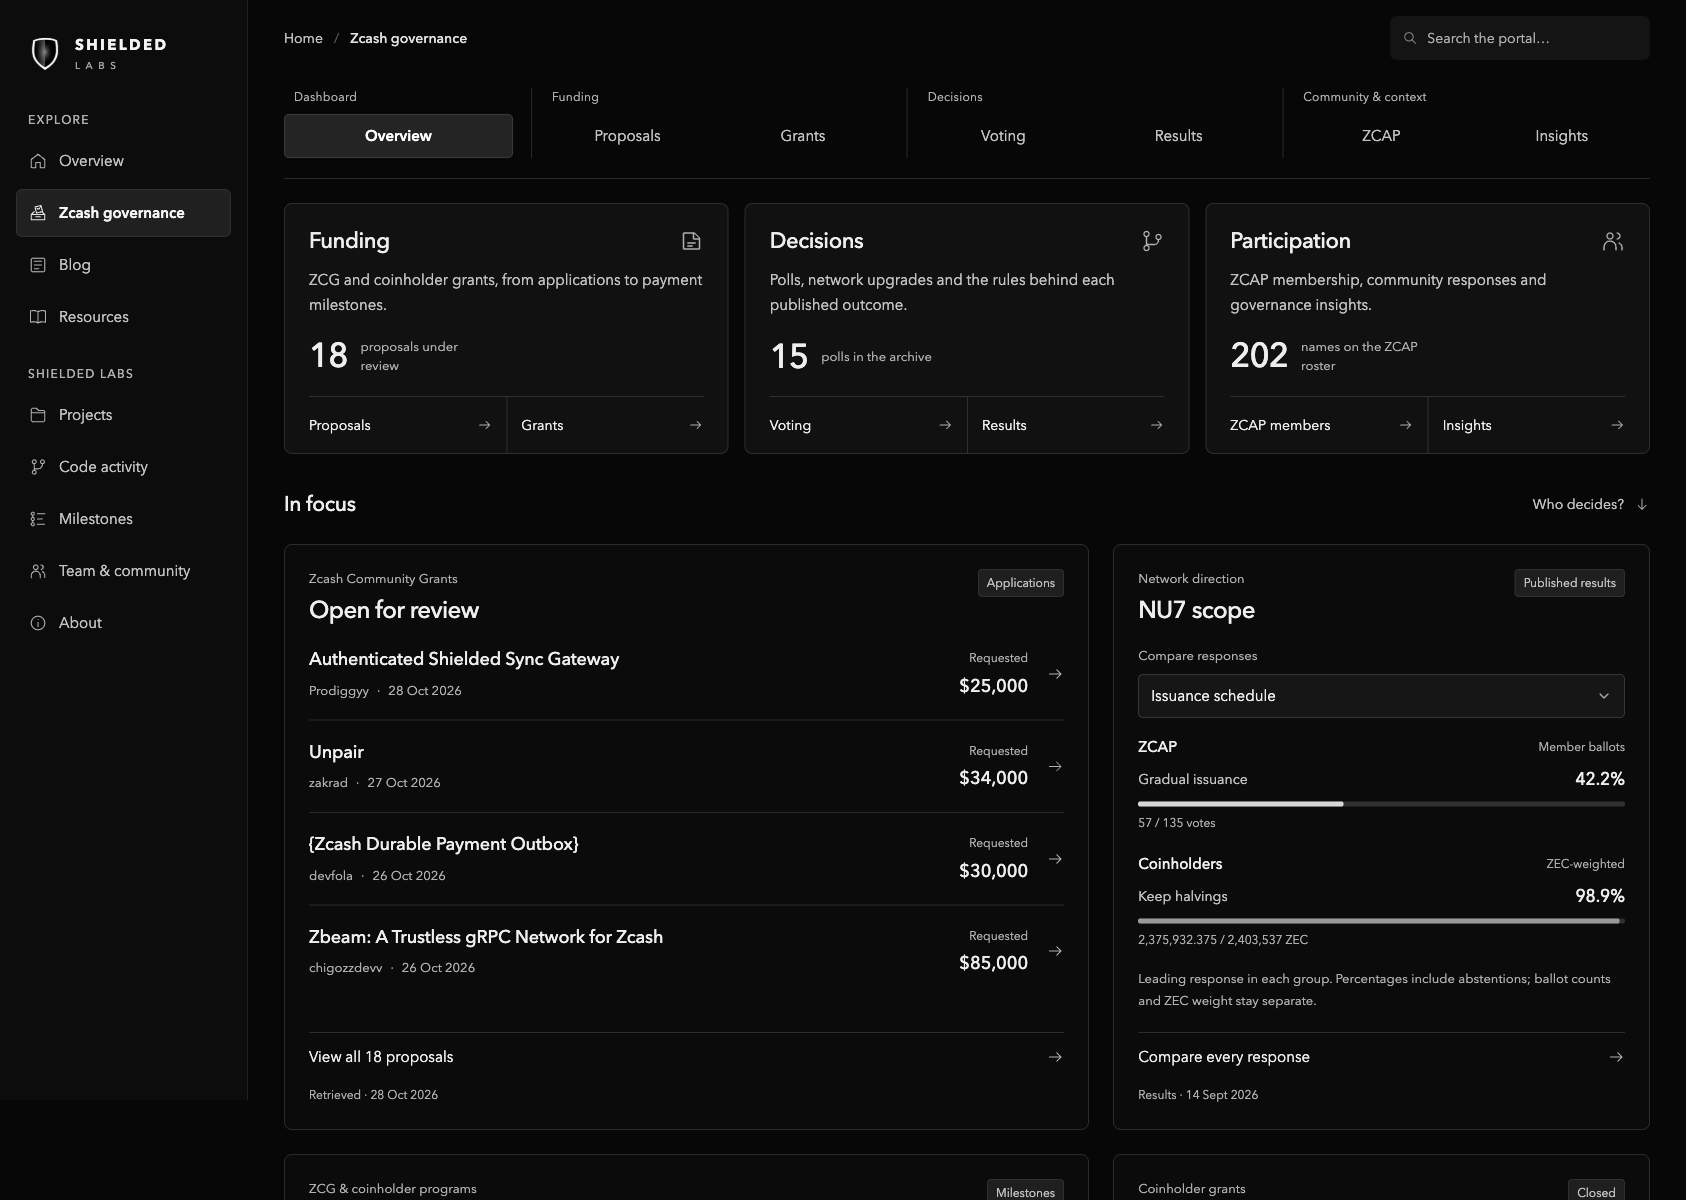 SHIELDED
LABS
EXPLORE
Overview
Zcash governance
Blog
Resources
SHIELDED LABS
Projects
Code activity
Milestones
Team & community
About
Home / Zcash governance
Search the portal…
Dashboard
Overview
Funding
Proposals
Grants
Decisions
Voting
Results
Community & context
ZCAP
Insights
Funding
ZCG and coinholder grants, from applications to payment
milestones.
18
proposals under
review
Proposals
Grants
Decisions
Polls, network upgrades and the rules behind each
published outcome.
15
polls in the archive
Voting
Results
Participation
ZCAP membership, community responses and
governance insights.
202
names on the ZCAP
roster
ZCAP members
Insights
In focus
Who decides?
Zcash Community Grants
Applications
Open for review
Authenticated Shielded Sync Gateway
Prodiggyy · 28 Oct 2026
Requested
$25,000
Unpair
zakrad · 27 Oct 2026
Requested
$34,000
{Zcash Durable Payment Outbox}
devfola · 26 Oct 2026
Requested
$30,000
Zbeam: A Trustless gRPC Network for Zcash
chigozzdevv · 26 Oct 2026
Requested
$85,000
View all 18 proposals
Retrieved · 28 Oct 2026
Network direction
Published results
NU7 scope
Compare responses
Issuance schedule
ZCAP
Member ballots
Gradual issuance
42.2%
57 / 135 votes
Coinholders
ZEC-weighted
Keep halvings
98.9%
2,375,932.375 / 2,403,537 ZEC
Leading response in each group. Percentages include abstentions; ballot counts
and ZEC weight stay separate.
Compare every response
Results · 14 Sept 2026
ZCG & coinholder programs
Milestones
Coinholder grants
Closed